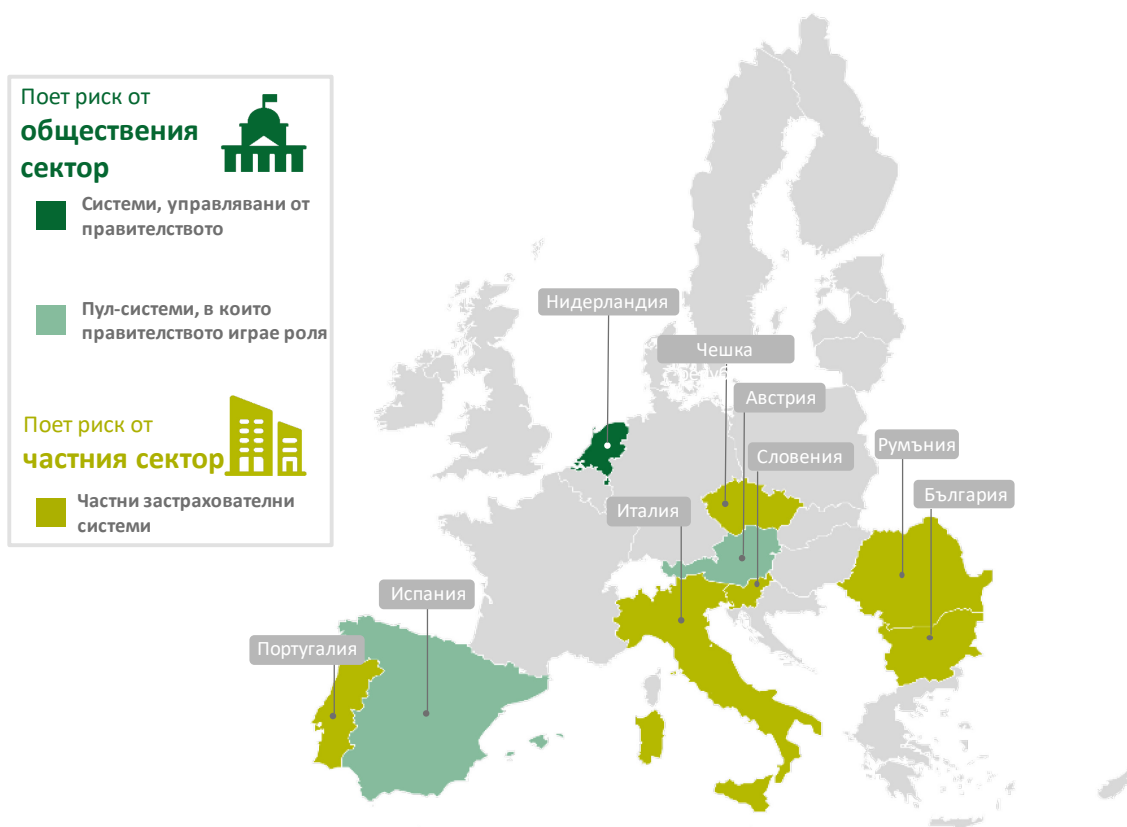 Поет риск от
обществения
сектор
Системи, управлявани от
правителството
Пул-системи, в които
правителството играе роля
Поет риск от
частния сектор
Частни застрахователни
системи
Нидерландия
Чешка
Австрия
Словения
Румъния
България
Италия
Испания
Португалия